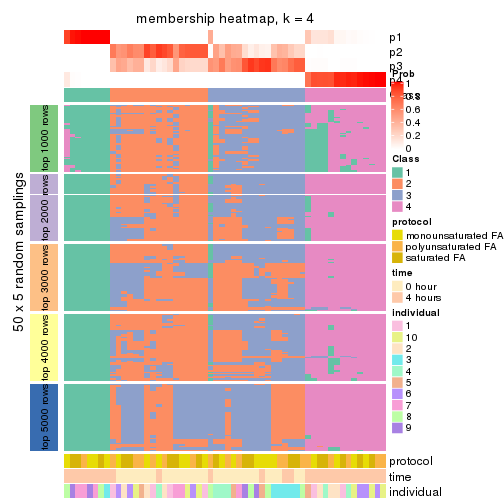 membership heatmap, k = 4
p1
p2
p3
p4
Prob
1
0.8
0.6
0.4
0.2
0
Class
1
2
3
4
protocol
monounsaturated FA
polyunsaturated FA
saturated FA
time
0 hour
4 hours
individual
1
10
2
3
4
5
6
7
8
9
50 x 5 random samplings
top 1000 rows
top 2000 rows
top 3000 rows
top 4000 rows
top 5000 rows
protocol
time
individual